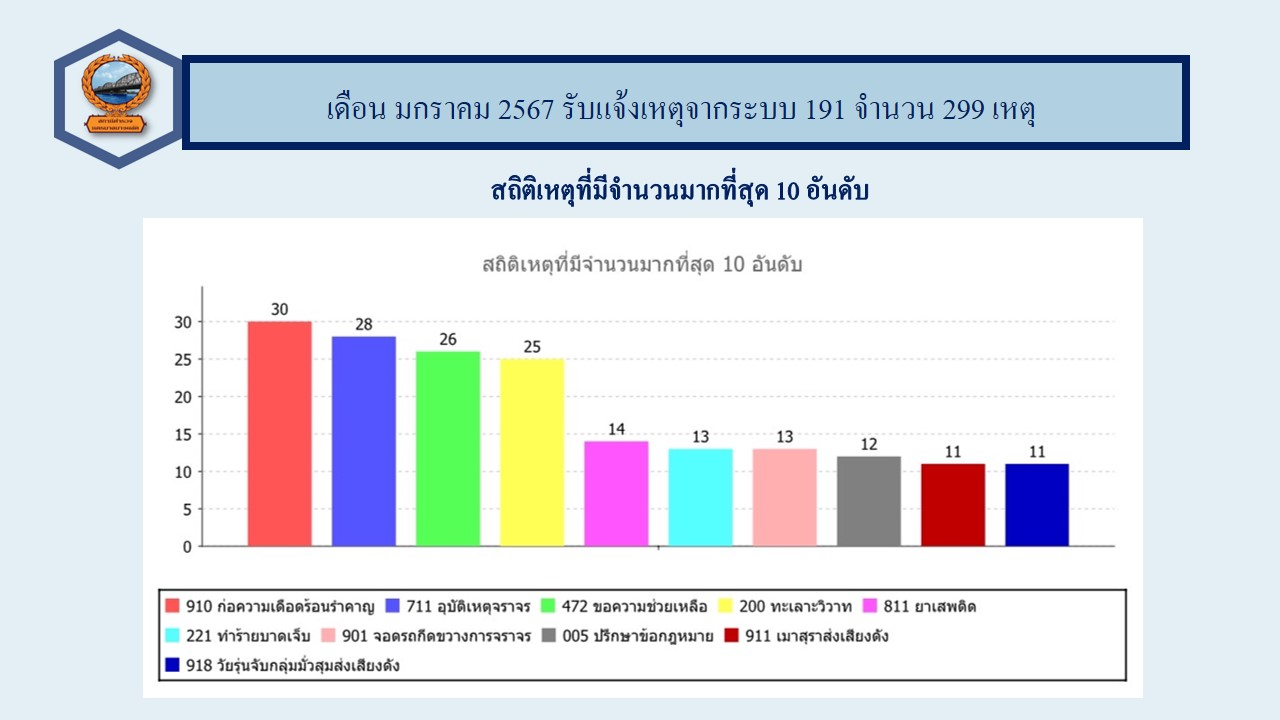 เดือน มกราคม 2567 รับแจ้งเหตุจากระบบ 191 จำนวน 299 เหตุ
สถิติเหตุที่มีจำนวนมากที่สุด 10 อันดับ
สถิติเหตุที่มีจำนวนมากที่สุด 10 อันดับ
30
28
26
25
14
13
13
12
11
11
30
25
20
15
10
5
0
910 ก่อความเดือดร้อนรำคาญ 711 อุบัติเหตุจราจร 472 ขอความช่วยเหลือ 200 ทะเลาะวิวาท 811 ยาเสพติด
221 ทำร้ายบาดเจ็บ 901 จอดรถกีดขวางการจราจร 005 ปรึกษาข้อกฎหมาย 911 เมาสุราส่งเสียงดัง
918 วัยรุ่นจับกลุ่มมั่วสุมส่งเสียงดัง